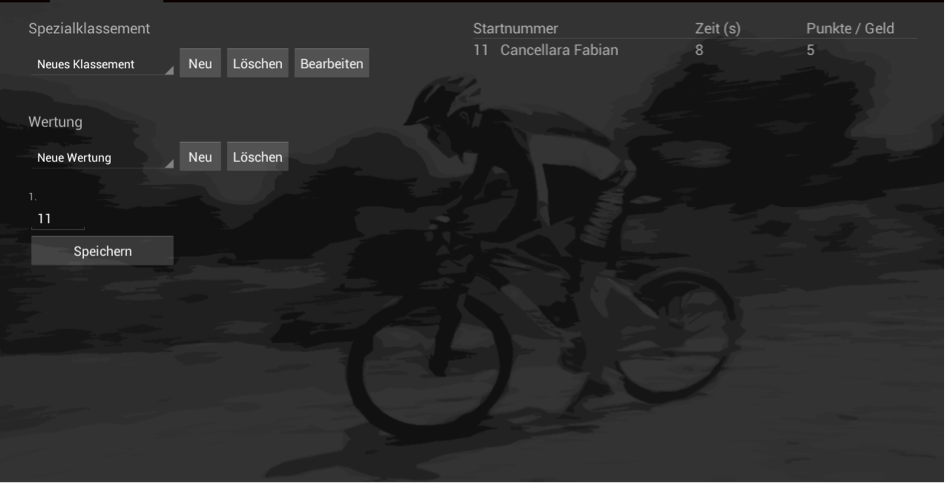 Spezialklassement
Neues Klassement Neu Löschen Bearbeiten
Wertung
Neue Wertung Neu Löschen
1.
11
Speichern
Startnummer Zeit (s) Punkte / Geld
11 Cancellara Fabian 8 5